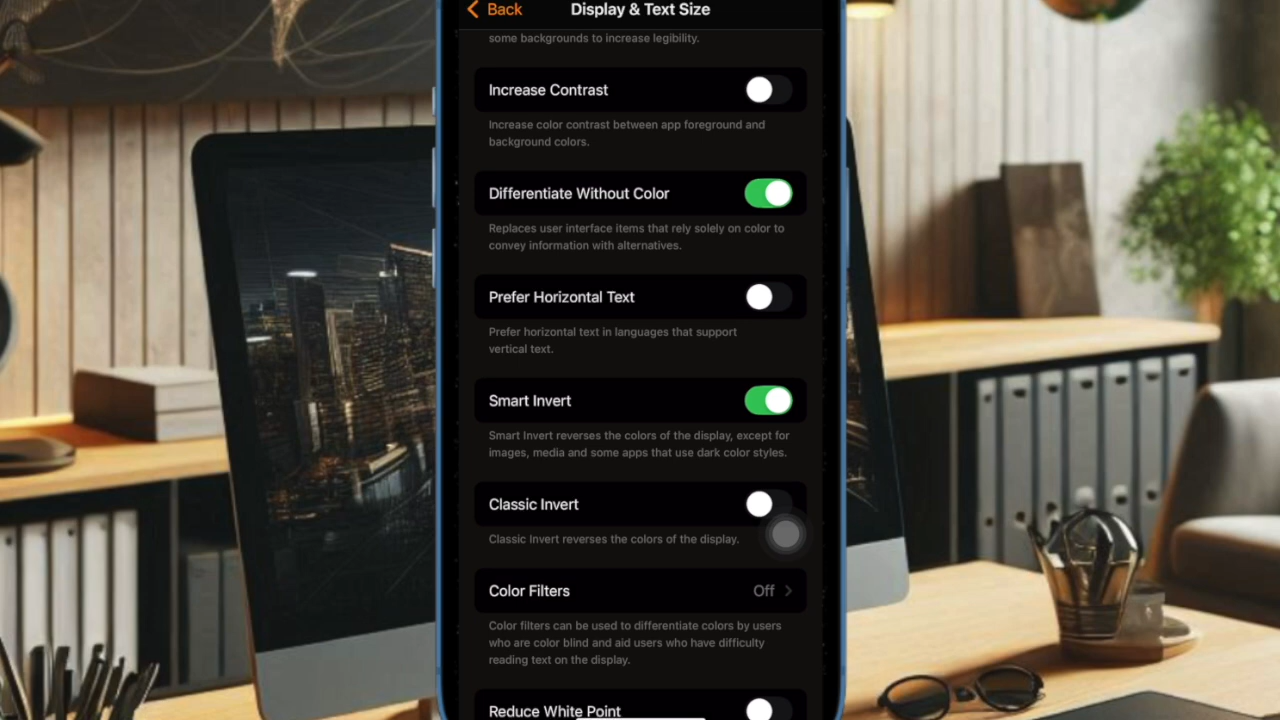 Back
Display & Text Size
some backgrounds to increase legibility.
Increase Contrast
Increase color contrast between app foreground and
background colors.
Differentiate Without Color
Replaces user interface items that rely solely on color to
convey information with alternatives.
Prefer Horizontal Text
Prefer horizontal text in languages that support
vertical text.
Smart Invert
Smart Invert reverses the colors of the display, except for
images, media and some apps that use dark color styles.
Classic Invert
Classic Invert reverses the colors of the display.
Color Filters
Off
Color filters can be used to differentiate colors by users
who are color blind and aid users who have difficulty
reading text on the display.
Reduce White Point